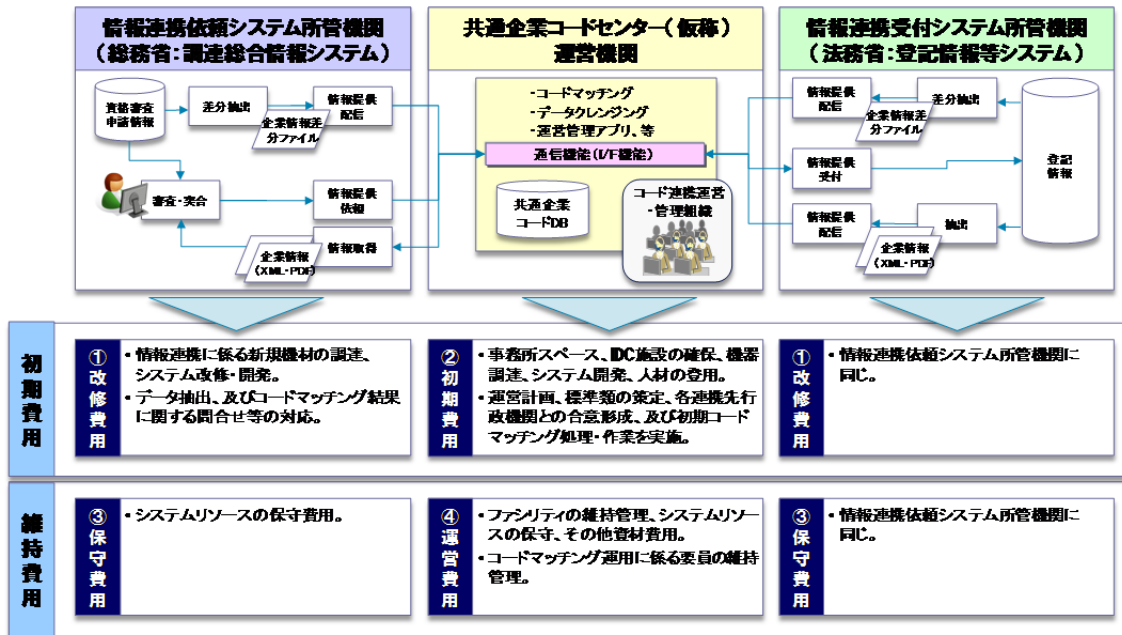 情報連携依頼システム所管機関
（総務省：調達総合情報システム）
資格審査
申請情報
差分抽出
企業情報差
分ファイル
情報提供
配信
審査・突合
情報提供
依頼
情報取得
企業情報
（XML・PDF）
共通企業コードセンター（仮称）
運営機関
・コードマッチング
・データクレンジング
・運営管理アプリ、等
通信機能（I/F機能）
共通企業
コードDB
コード連携運営
・管理組織
情報連携受付システム所管機関
（法務省：登記情報等システム）
情報提供
配信
企業情報差
分ファイル
差分抽出
情報提供
受付
登記
情報
情報提供
配信
企業情報
（XML・PDF）
抽出
初期費用
①改修費用
・情報連携に係る新規機材の調達、
システム改修・開発。
・データ抽出、及びコードマッチング結果
に関する問合せ等の対応。
②初期費用
・事務所スペース、IDC施設の確保、機器
調達、システム開発、人材の登用。
・運営計画、標準類の策定、各連携先行
政機関との合意形成、及び初期コード
マッチング処理・作業を実施。
①改修費用
・情報連携依頼システム所管機関に
同じ。
維持費用
③保守費用
・システムリソースの保守費用。
④運営費用
・ファシリティの維持管理、システムリソー
スの保守、その他資材費用。
・コードマッチング運用に係る要員の維持
管理。
③保守費用
・情報連携依頼システム所管機関に
同じ。